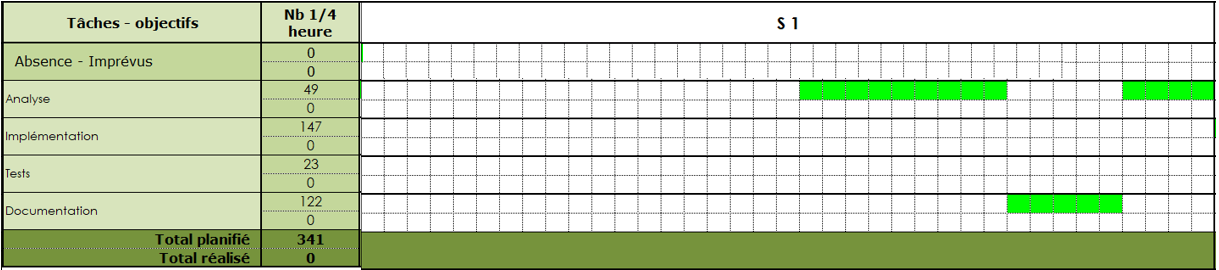 Tâches - objectifs
Nb 1/4
heure
S 1
Absence - Imprévus
0
0
Analyse
49
0
Implémentation
147
0
Tests
23
0
Documentation
122
0
Total planifié 341
Total réalisé 0